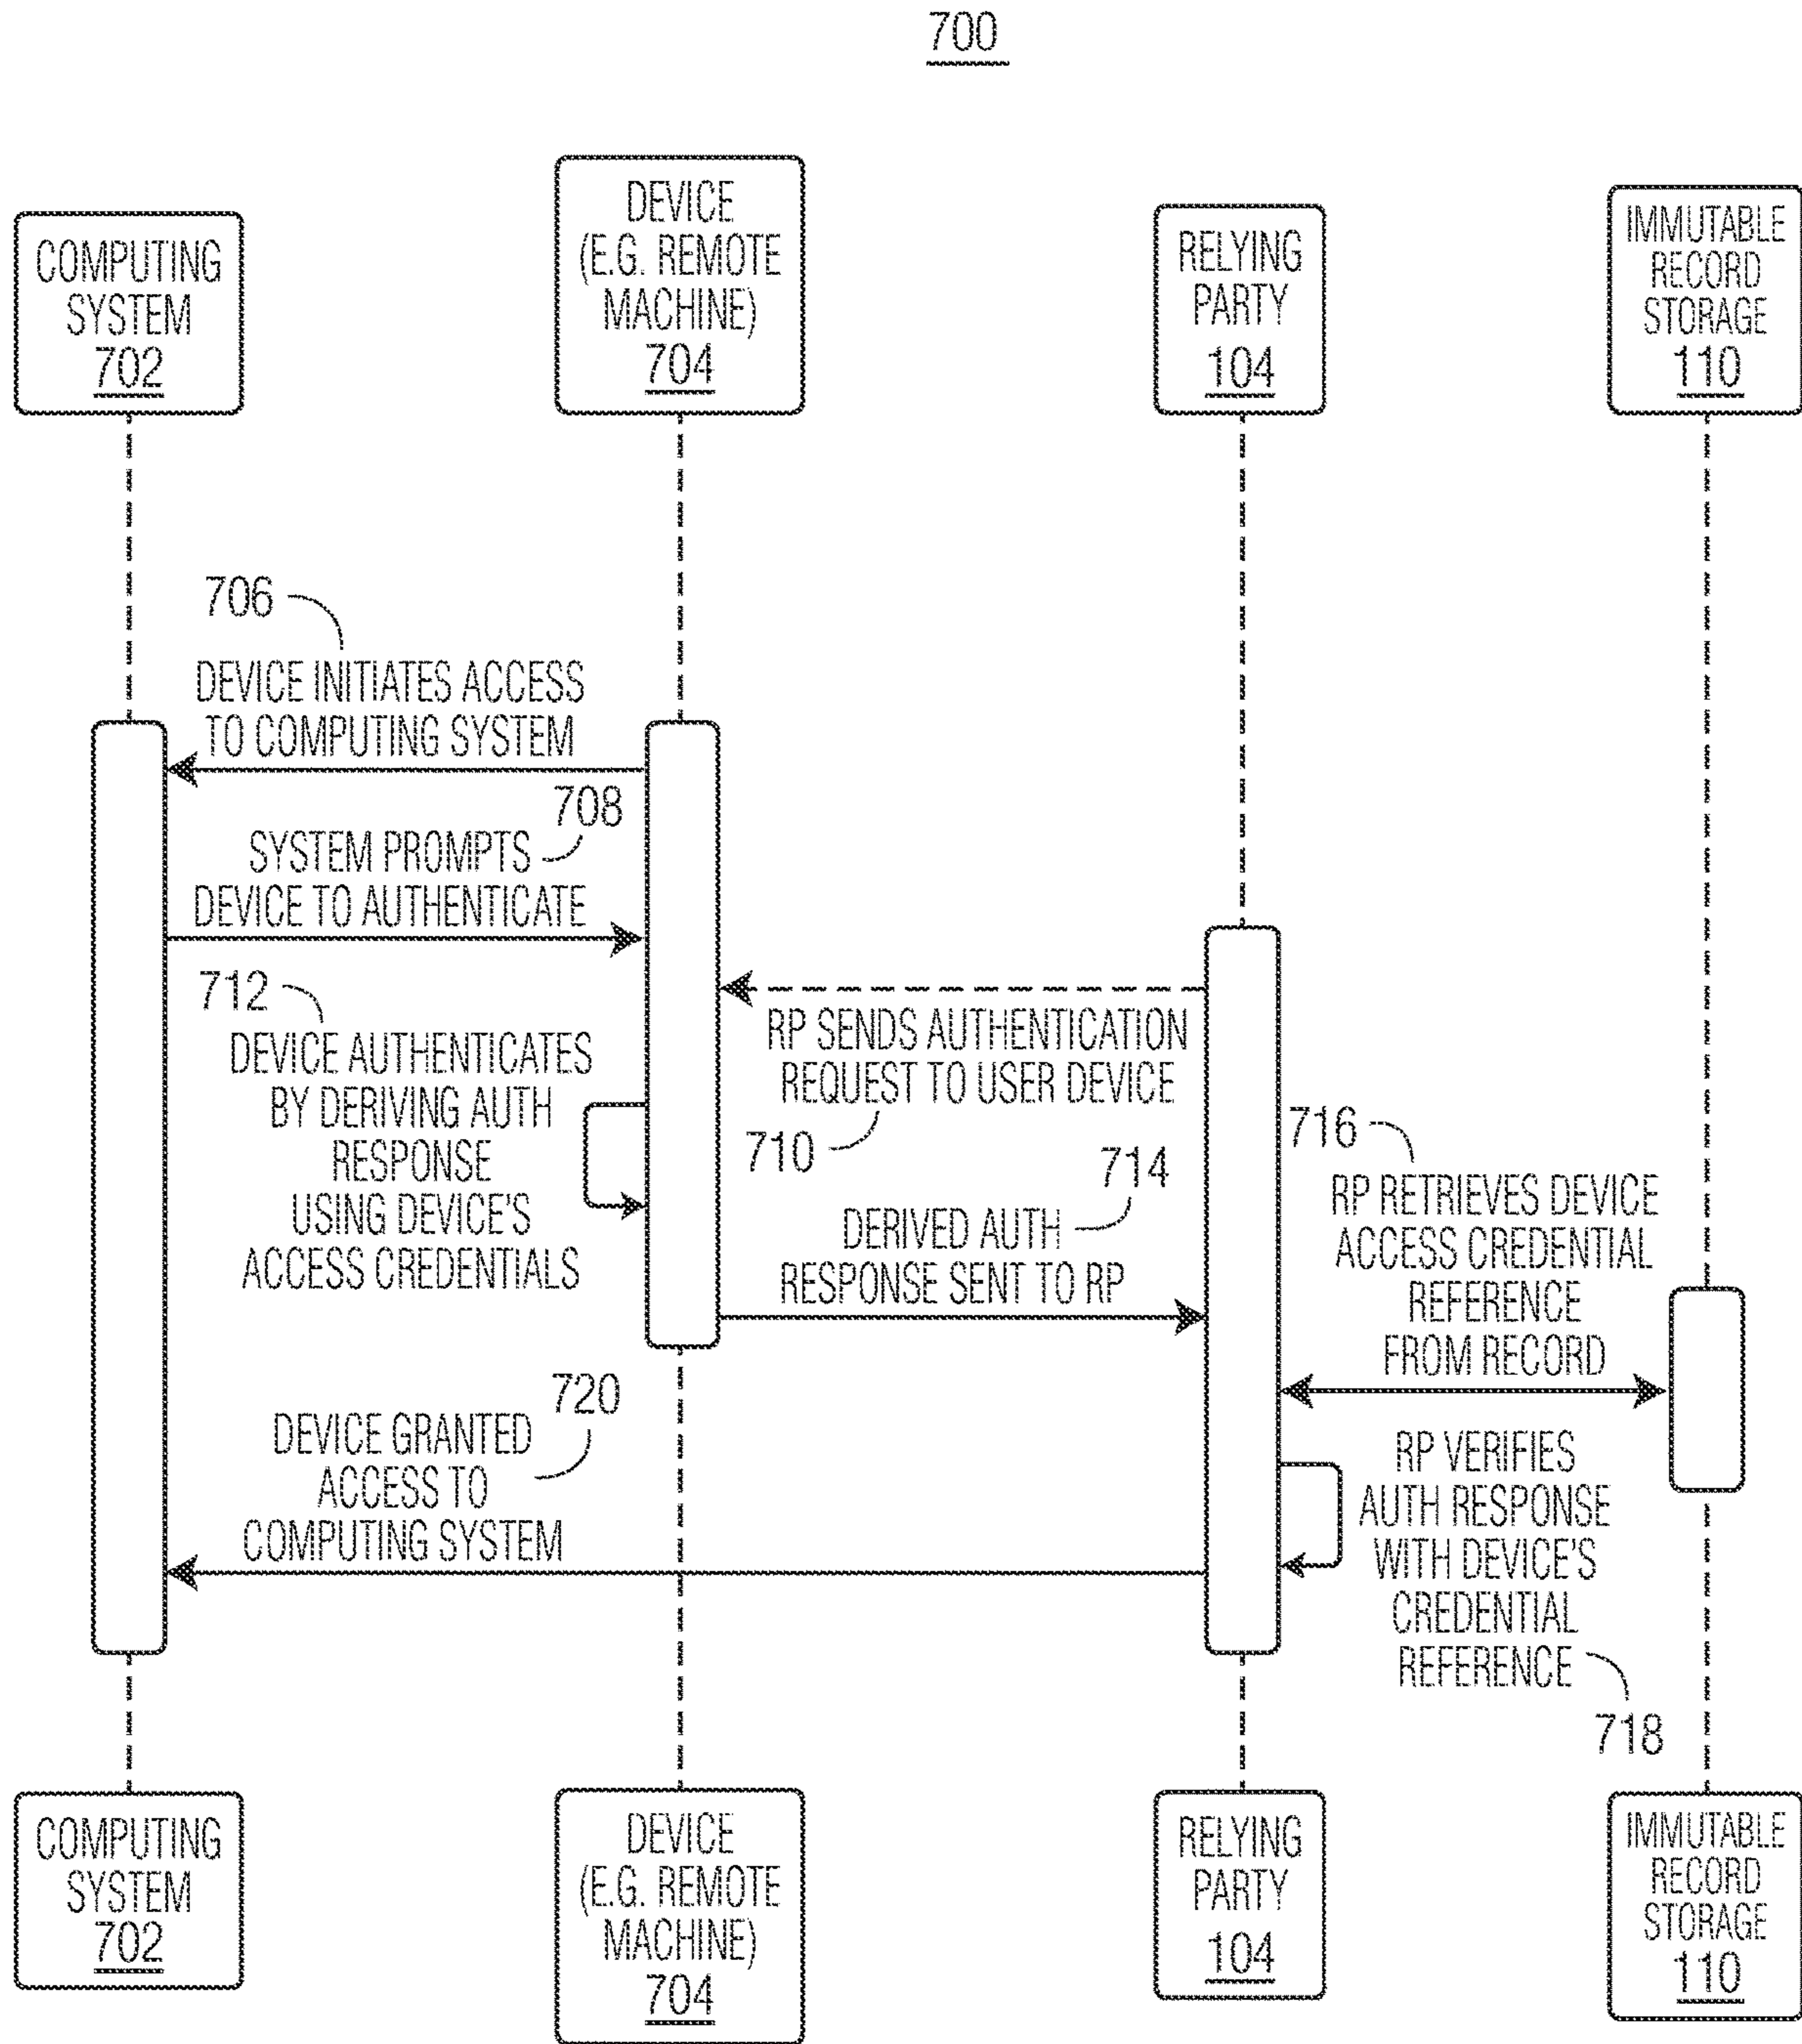 700
COMPUTING
SYSTEM
702
DEVICE
(E.G. REMOTE
MACHINE)
704
RELYING
PARTY
104
IMMUTABLE
RECORD
STORAGE
110
706
DEVICE INITIATES ACCESS
TO COMPUTING SYSTEM
708
SYSTEM PROMPTS
DEVICE TO AUTHENTICATE
712
DEVICE AUTHENTICATES
BY DERIVING AUTH
RESPONSE
USING DEVICE'S
ACCESS CREDENTIALS
RP SENDS AUTHENTICATION
REQUEST TO USER DEVICE
710
714
DERIVED AUTH
RESPONSE SENT TO RP
716
RP RETRIEVES DEVICE
ACCESS CREDENTIAL
REFERENCE
FROM RECORD
720
DEVICE GRANTED
ACCESS TO
COMPUTING SYSTEM
RP VERIFIES
AUTH RESPONSE
WITH DEVICE'S
CREDENTIAL
REFERENCE
718
COMPUTING
SYSTEM
702
DEVICE
(E.G. REMOTE
MACHINE)
704
RELYING
PARTY
104
IMMUTABLE
RECORD
STORAGE
110